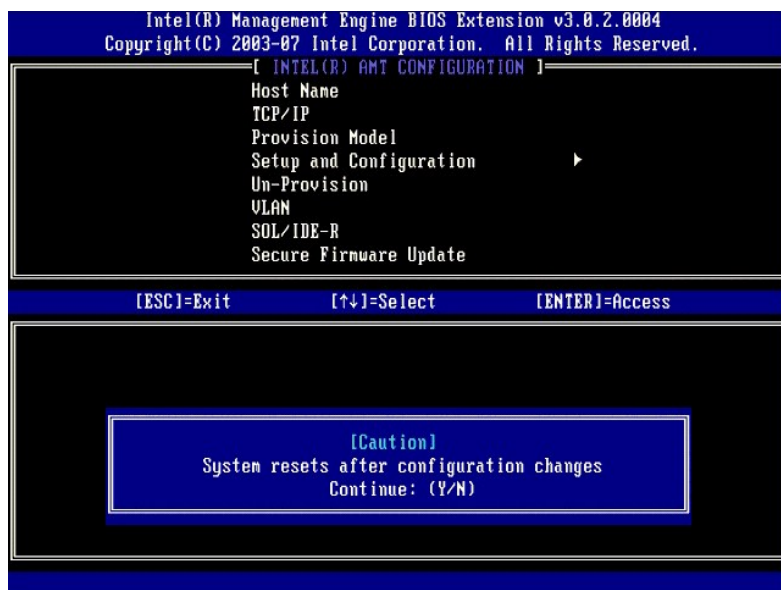 Intel(R) Management Engine BIOS Extension v3.0.2.0004
Copyright(C) 2003-07 Intel Corporation. All Rights Reserved.
[ INTEL(R) AMT CONFIGURATION ]
Host Name
TCP/IP
Provision Model
Setup and Configuration
Un-Provision
VLAN
SOL/IDE-R
Secure Firmware Update
[ESC]=Exit [↑↓]=Select [ENTER]=Access
[Caution]
System resets after configuration changes
Continue: (Y/N)